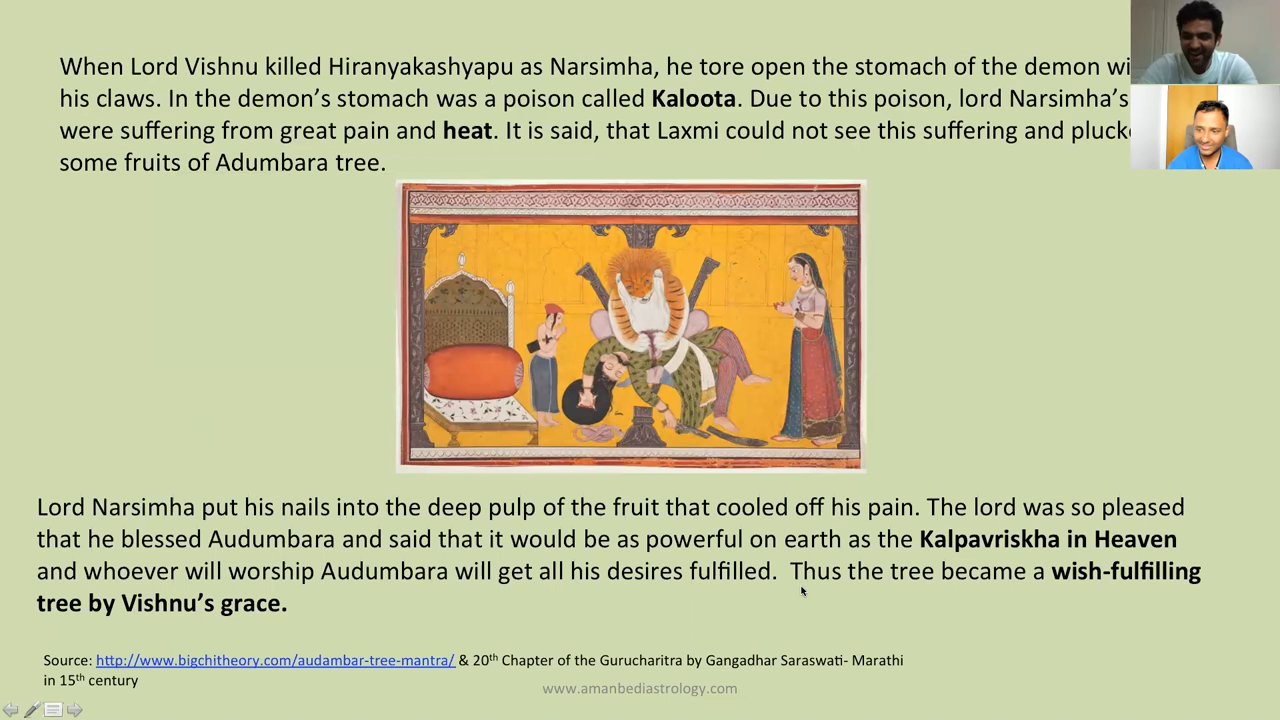 When Lord Vishnu killed Hiranyakashyapu as Narsimha, he tore open the stomach of the demon
his claws. In the demon’s stomach was a poison called Kaloota. Due to this poison, lord Narsimha’s
were suffering from great pain and heat. It is said, that Laxmi could not see this suffering and
some fruits of Adumbara tree.
Lord Narsimha put his nails into the deep pulp of the fruit that cooled off his pain. The lord was so pleased
that he blessed Audumbara and said that it would be as powerful on earth as the Kalpavriskha in Heaven
and whoever will worship Audumbara will get all his desires fulfilled.  Thus the tree became a wish-fulfilling
tree by Vishnu’s grace.
Source: http://www.bigchitheory.com/audambar-tree-mantra/ & 20th Chapter of the Gurucharitra by Gangadhar Saraswati- Marathi
in 15th century
www.amanbediastrology.com